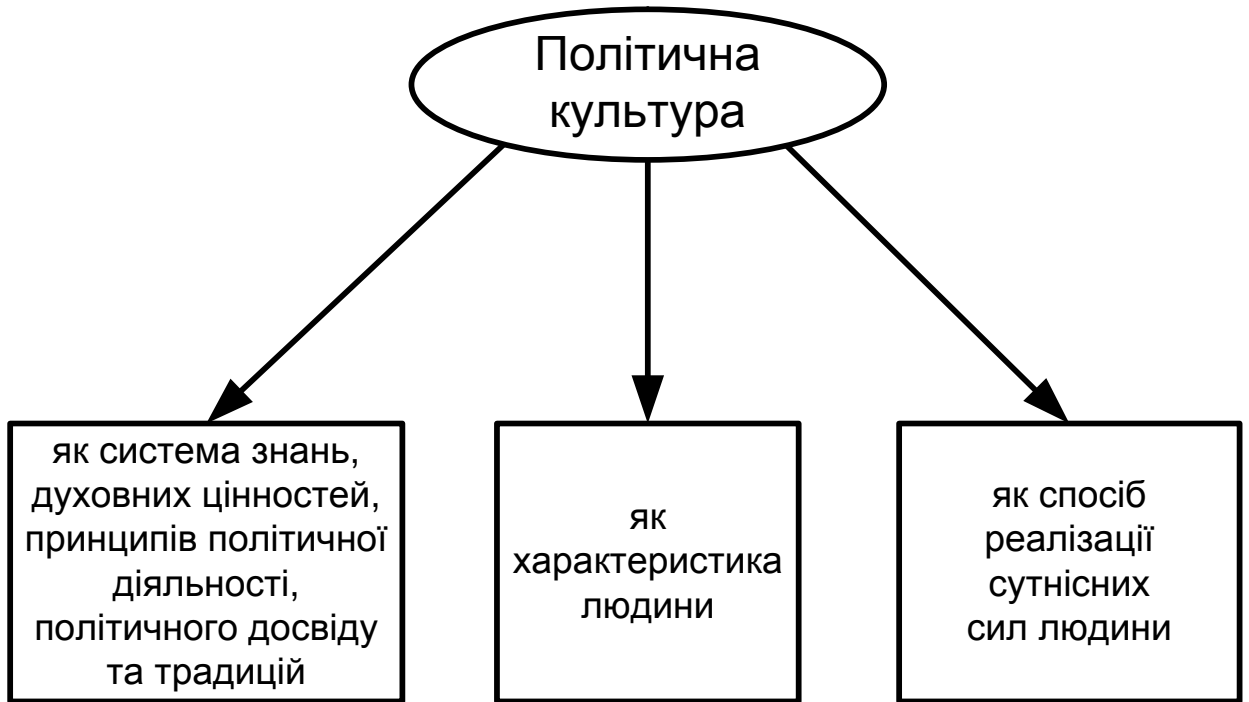 Політична
культура
як система знань,
духовних цінностей,
принципів політичної
діяльності,
політичного досвіду
та традицій
як
характеристика
людини
як спосіб
реалізації
сутнісних
сил людини